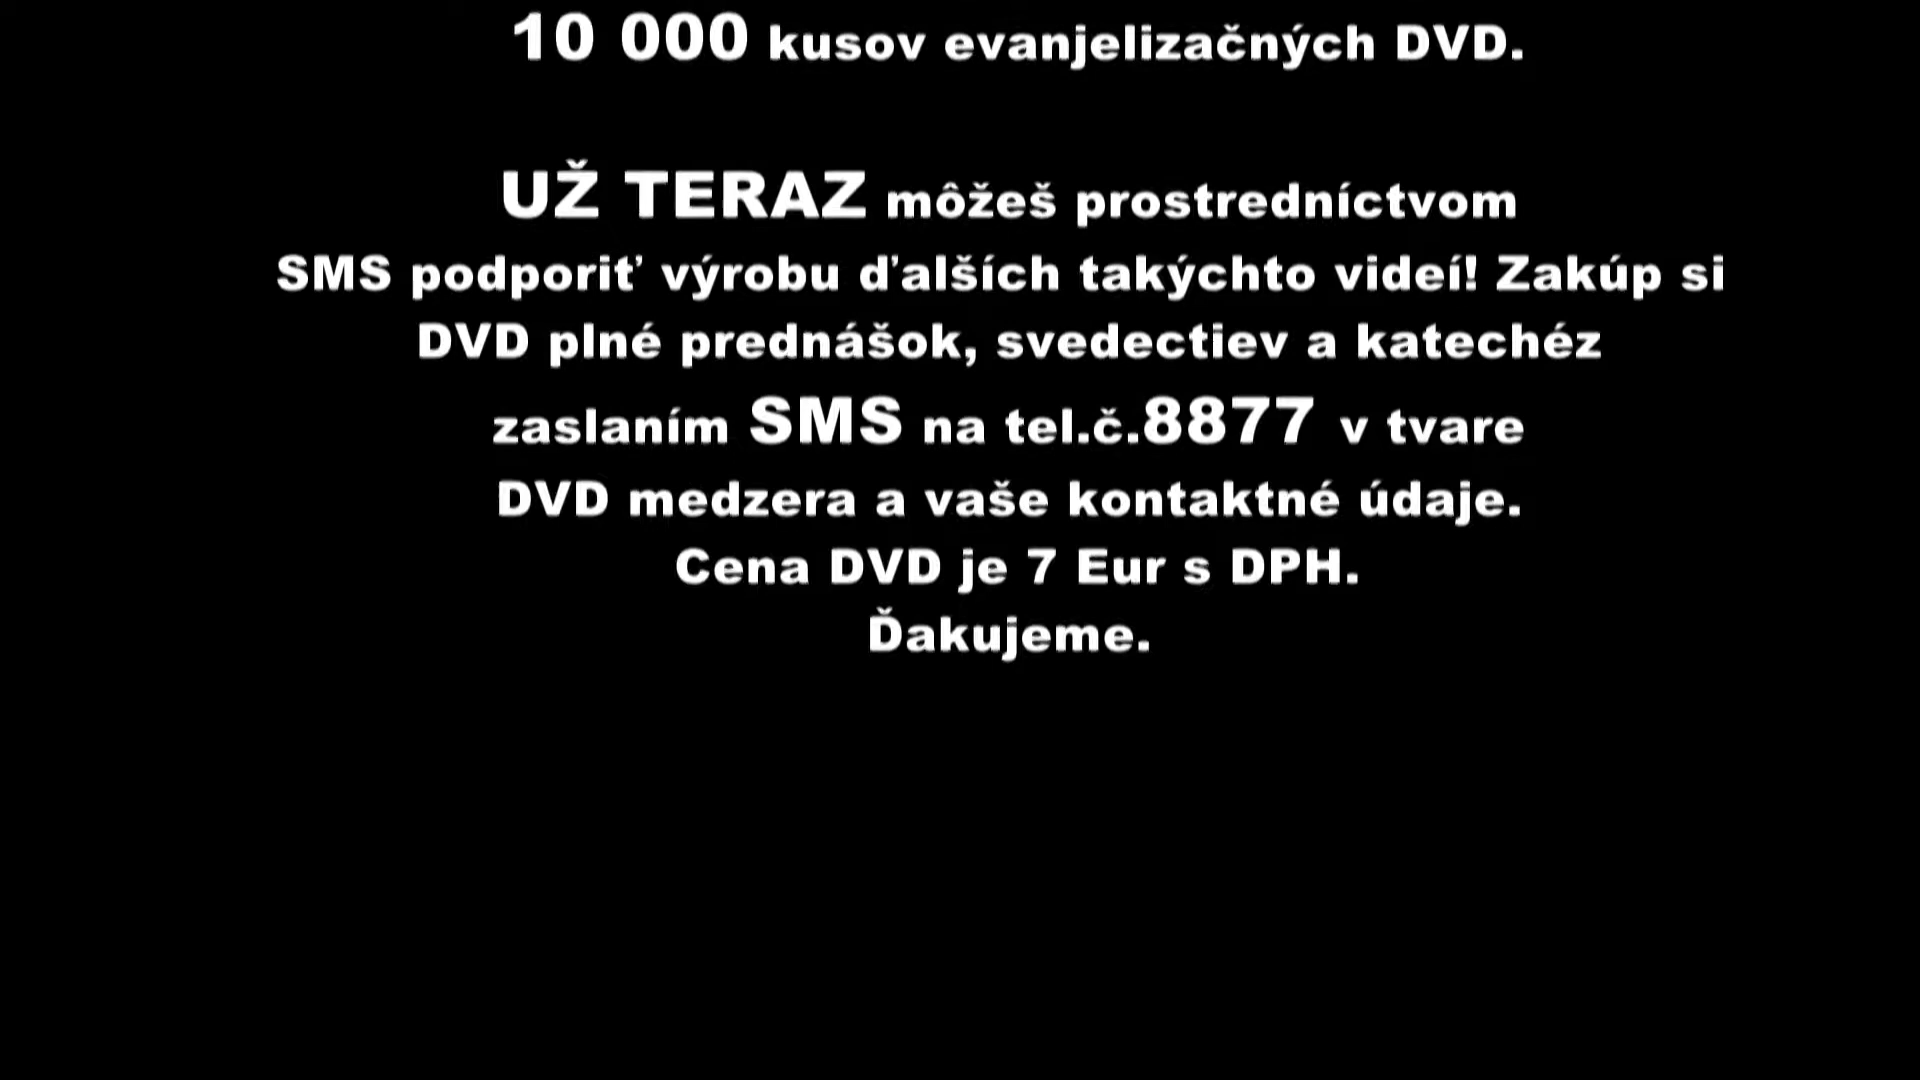 10 000 kusov evanjelizačných DVD.
UŽ TERAZ môžeš prostredníctvom
SMS podporiť výrobu ďalších takýchto videí! Zakúp si
DVD plné prednášok, svedectiev a katechéz
zaslaním SMS na tel.č.8877 v tvare
DVD medzera a vaše kontaktné údaje.
Cena DVD je 7 Eur s DPH.
Ďakujeme.